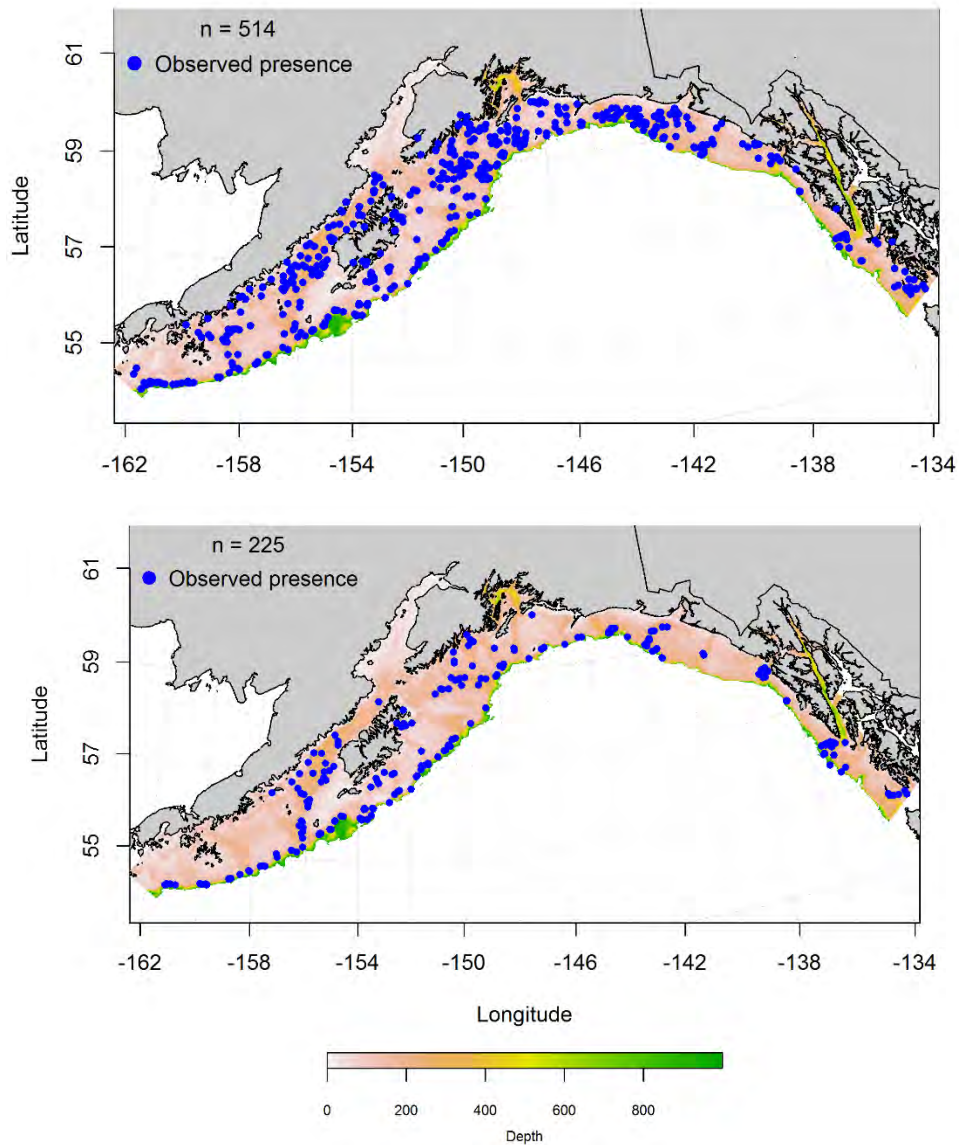 n = 514
Observed presence
61
59
57
55
Latitude
-162 -158 -154 -150 -146 -142 -138 -134
n = 225
Observed presence
61
59
57
55
Latitude
-162 -158 -154 -150 -146 -142 -138 -134
Longitude
0 200 400 600 800
Depth